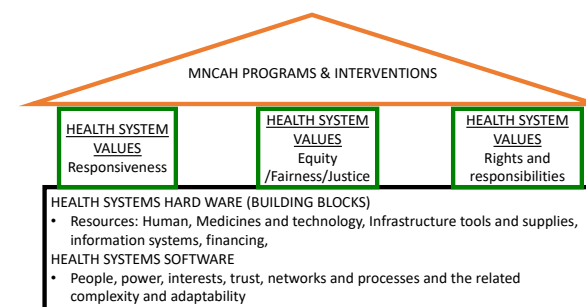 MNCAH PROGRAMS & INTERVENTIONS
HEALTH SYSTEM
VALUES
Responsiveness
HEALTH SYSTEM
VALUES
Equity
/Fairness/Justice
HEALTH SYSTEM
VALUES
Rights and
responsibilities
HEALTH SYSTEMS HARD WARE (BUILDING BLOCKS)
• Resources: Human, Medicines and technology, Infrastructure tools and supplies,
information systems, financing,
HEALTH SYSTEMS SOFTWARE
• People, power, interests, trust, networks and processes and the related
complexity and adaptability